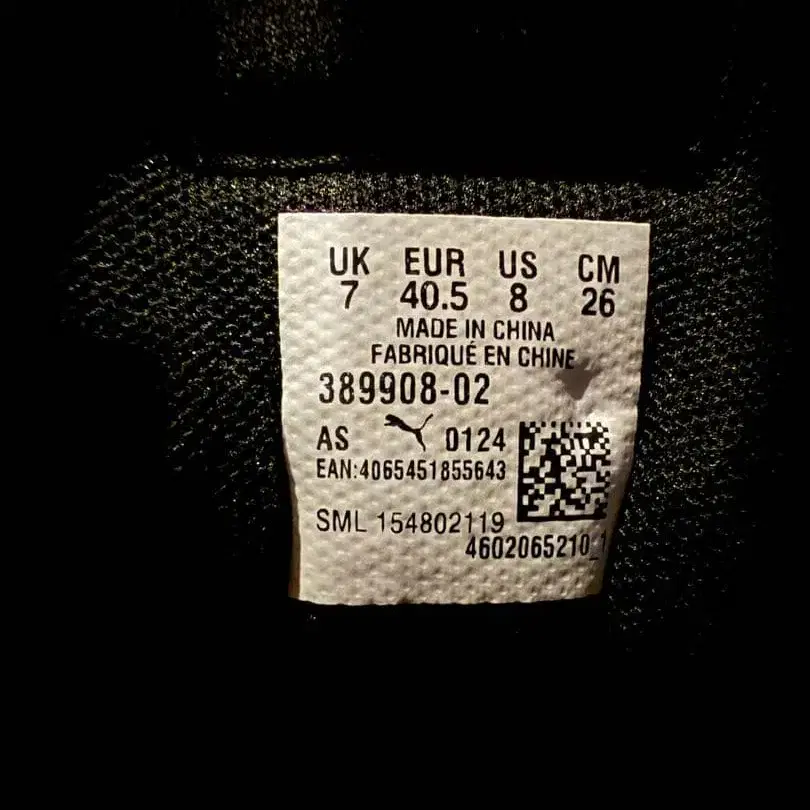 UK EUR US CM
7 40.5 8 26
MADE IN CHINA
FABRIQUÉ EN CHINE
389908-02
AS 0124
EAN:4065451855643
SML 154802119
4602065210_1